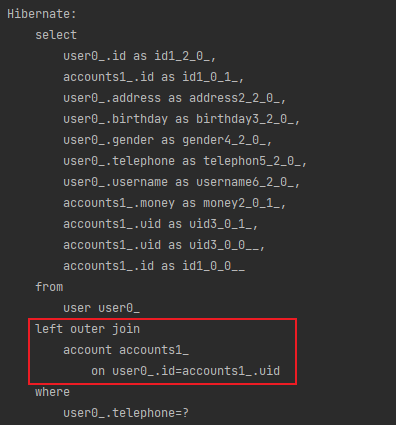 Hibernate:
    select
        user0_.id as id1_2_0_,
        accounts1_.id as id1_0_1_,
        user0_.address as address2_2_0_,
        user0_.birthday as birthday3_2_0_,
        user0_.gender as gender4_2_0_,
        user0_.telephone as telephon5_2_0_,
        user0_.username as username6_2_0_,
        accounts1_.money as money2_0_1_,
        accounts1_.uid as uid3_0_1_,
        accounts1_.uid as uid3_0_0__,
        accounts1_.id as id1_0_0__
    from
        user user0_
    left outer join
        account accounts1_
            on user0_.id=accounts1_.uid
    where
        user0_.telephone=?